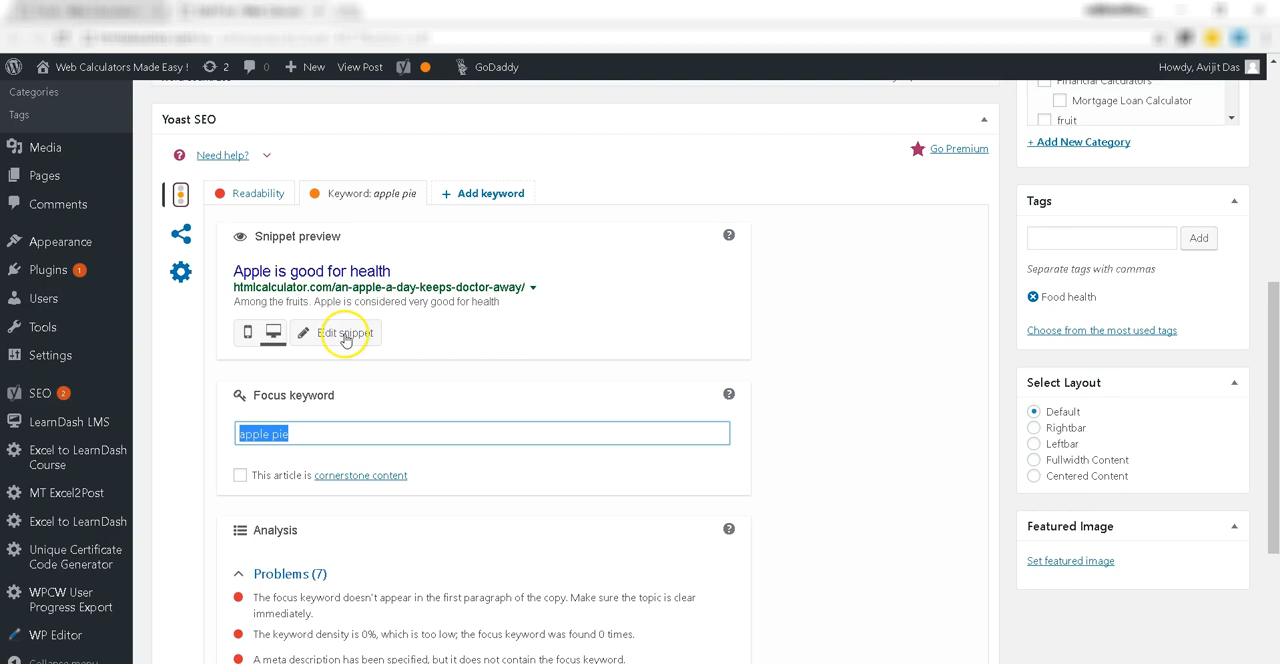 Web Calculators Made Easy !
2
0
New
View Post
GoDaddy
Howdy, Avijit Das
Categories
Tags
Media
Pages
Comments
Appearance
Plugins 1
Users
Tools
Settings
SEO 2
LearnDash LMS
Excel to LearnDash
Course
MT Excel2Post
Excel to LearnDash
Unique Certificate
Code Generator
WPCW User
Progress Export
WP Editor
Collapse menu
Yoast SEO
Need help?
Go Premium
Readability
Keyword: apple pie
+ Add keyword
Snippet preview
Apple is good for health
htmlcalculator.com/an-apple-a-day-keeps-doctor-away/
Among the fruits. Apple is considered very good for health
Edit snippet
Focus keyword
apple pie
This article is cornerstone content
Analysis
Problems (7)
The focus keyword doesn't appear in the first paragraph of the copy. Make sure the topic is clear
immediately.
The keyword density is 0%, which is too low; the focus keyword was found 0 times.
A meta description has been specified, but it does not contain the focus keyword.
Financial Calculators
Mortgage Loan Calculator
fruit
+ Add New Category
Tags
Add
Separate tags with commas
Food health
Choose from the most used tags
Select Layout
Default
Rightbar
Leftbar
Fullwidth Content
Centered Content
Featured Image
Set featured image